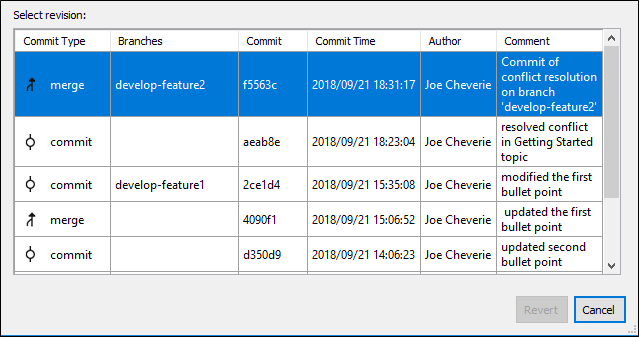 Select revision:
Commit Type Branches Commit Commit Time Author Comment
merge develop-feature2 f5563c 2018/09/21 18:31:17 Joe Cheverie Commit of
conflict resolution
on branch
'develop-feature2'
commit aeab8e 2018/09/21 18:23:04 Joe Cheverie resolved conflict
in Getting Started
topic
commit develop-feature1 2ce1d4 2018/09/21 15:35:08 Joe Cheverie modified the first
bullet point
merge 4090f1 2018/09/21 15:06:52 Joe Cheverie updated the first
bullet point
commit d350d9 2018/09/21 14:06:23 Joe Cheverie updated second
bullet point
Revert Cancel